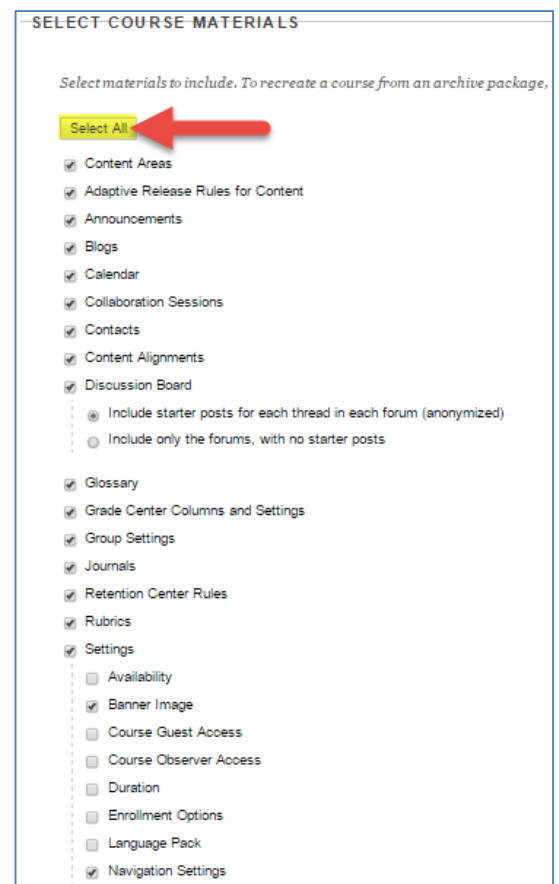 SELECT COURSE MATERIALS
Select materials to include. To recreate a course from an archive package,
Select All
Content Areas
Adaptive Release Rules for Content
Announcements
Blogs
Calendar
Collaboration Sessions
Contacts
Content Alignments
Discussion Board
Include starter posts for each thread in each forum (anonymized)
Include only the forums, with no starter posts
Glossary
Grade Center Columns and Settings
Group Settings
Journals
Retention Center Rules
Rubrics
Settings
Availability
Banner Image
Course Guest Access
Course Observer Access
Duration
Enrollment Options
Language Pack
Navigation Settings